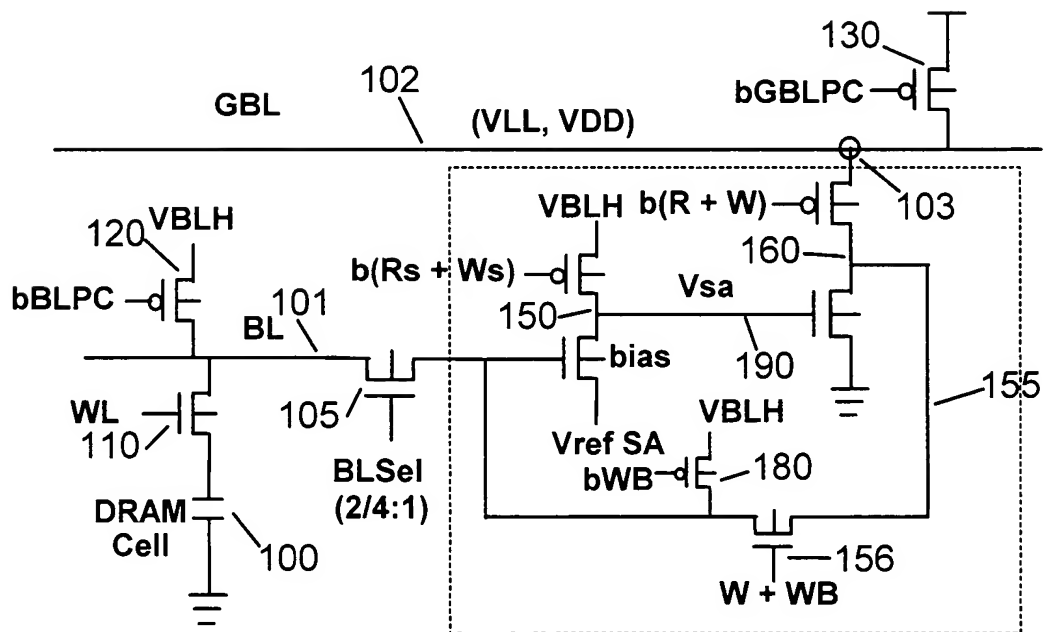 130
bGBLPC
102
GBL
(VLL, VDD)
103
VBLH
b(R + W)
120
VBLH
b(Rs + Ws)
160
bBLPC
Vsa
101
150
BL
bias
190
155
WL
105
VBLH
110
Vref SA
BLSel
bWB
180
(2/4:1)
DRAM
Cell
100
156
W + WB